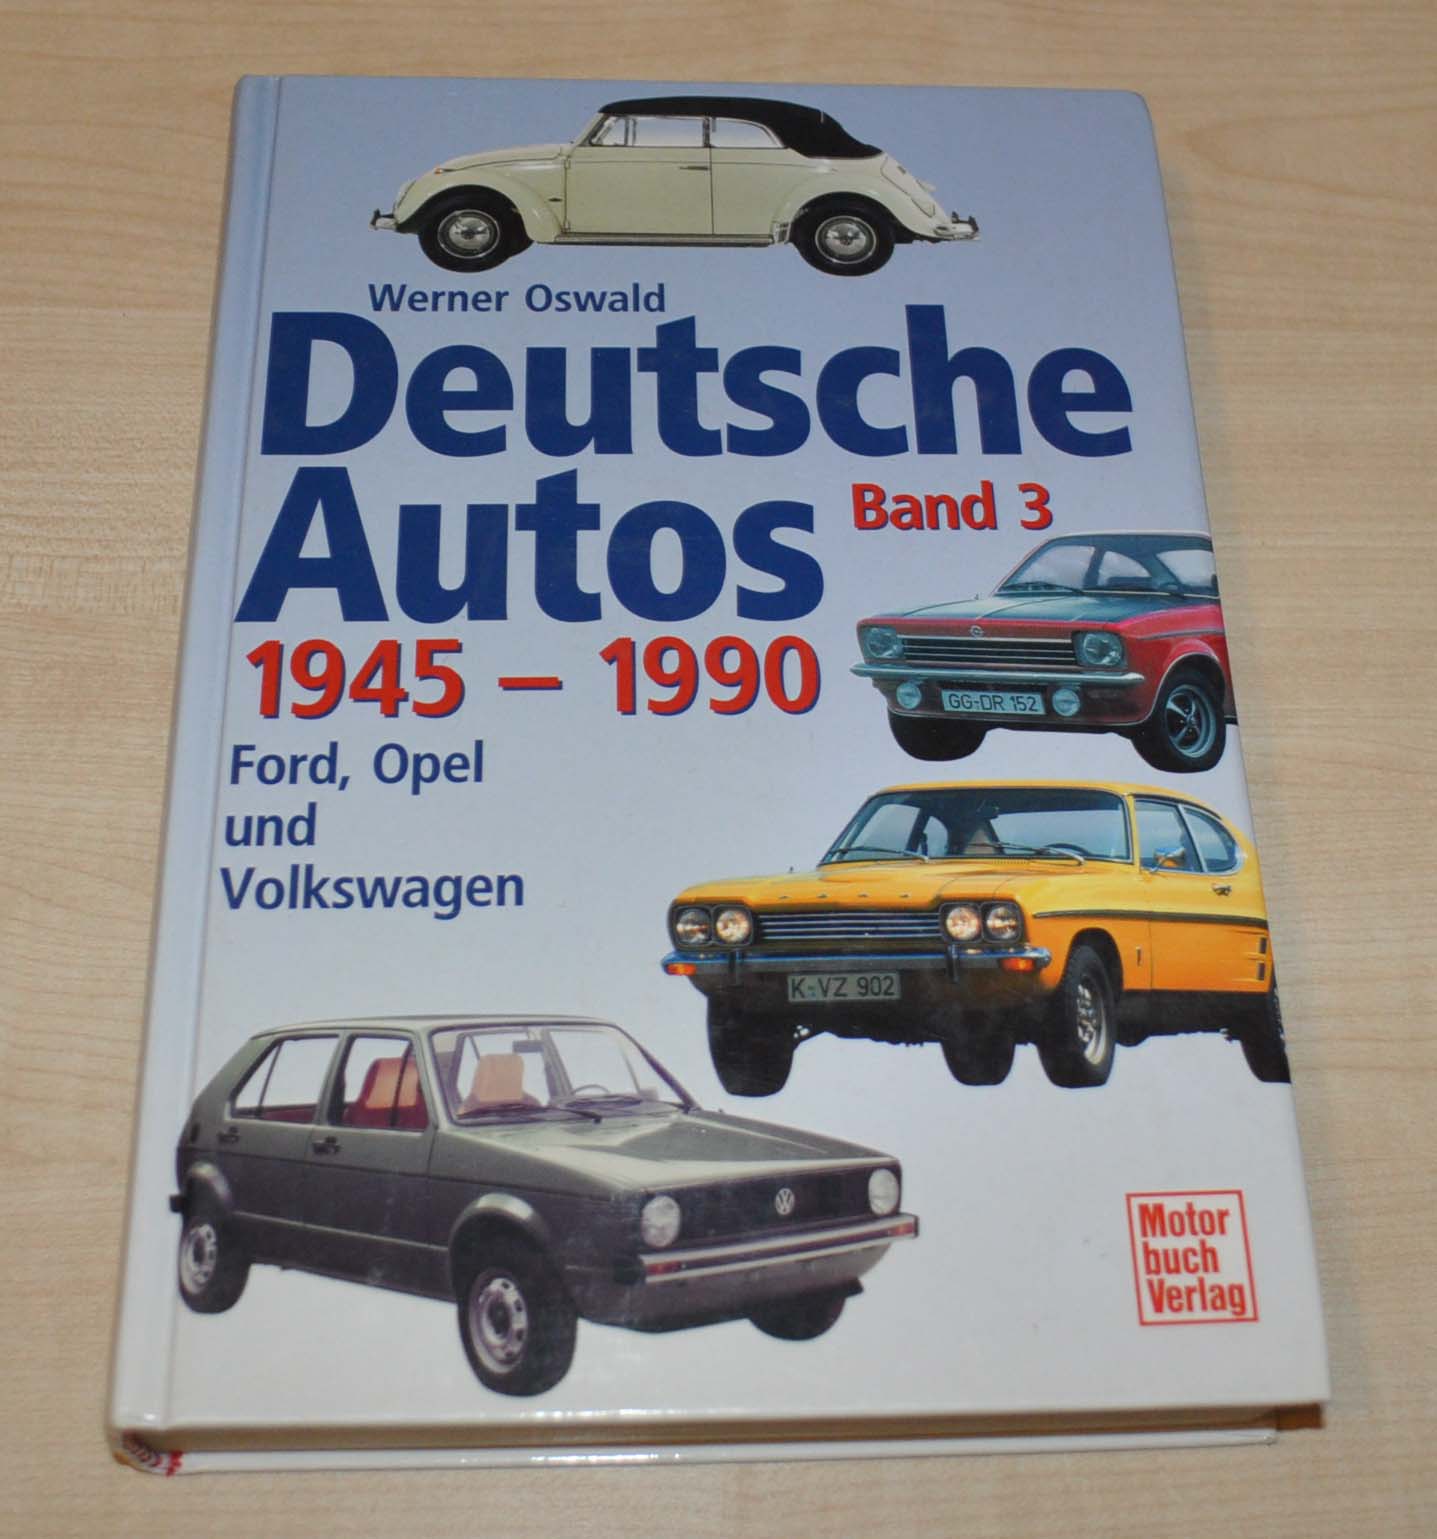 Werner Oswald
Deutsche
Autos
Band 3
1945 – 1990
Ford, Opel
und
Volkswagen
GG-DR 152
K-VZ 902
Motor
buch
Verlag